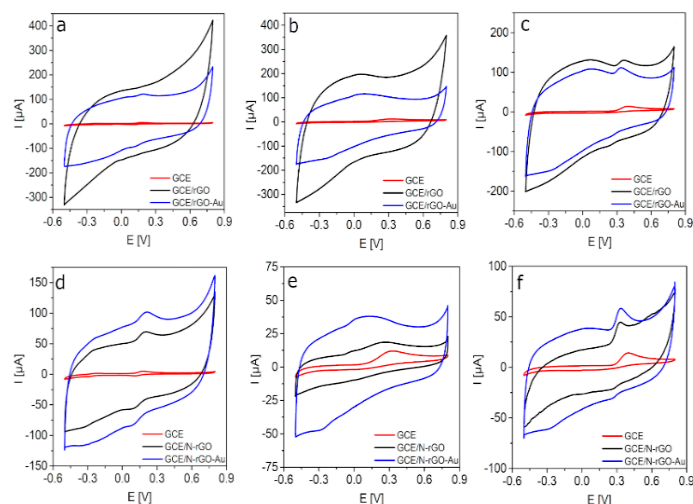 a
400
300
200
100
0
-100
-200
-300
I [µA]
GCE
GCE/rGO
GCE/rGO-Au
-0.6 -0.3 0.0 0.3 0.6 0.9
E [V]
b
400
300
200
100
0
-100
-200
-300
I [µA]
GCE
GCE/rGO
GCE/rGO-Au
-0.6 -0.3 0.0 0.3 0.6 0.9
E [V]
c
200
100
0
-100
-200
I [µA]
GCE
GCE/rGO
GCE/rGO-Au
-0.6 -0.3 0.0 0.3 0.6 0.9
E [V]
d
150
100
50
0
-50
-100
-150
I [µA]
GCE
GCE/N-rGO
GCE/N-rGO-Au
-0.6 -0.3 0.0 0.3 0.6 0.9
E [V]
e
75
50
25
0
-25
-50
-75
I [µA]
GCE
GCE/N-rGO
GCE/N-rGO-Au
-0.6 -0.3 0.0 0.3 0.6 0.9
E [V]
f
100
50
0
-50
-100
I [µA]
GCE
GCE/N-rGO
GCE/N-rGO-Au
-0.6 -0.3 0.0 0.3 0.6 0.9
E [V]